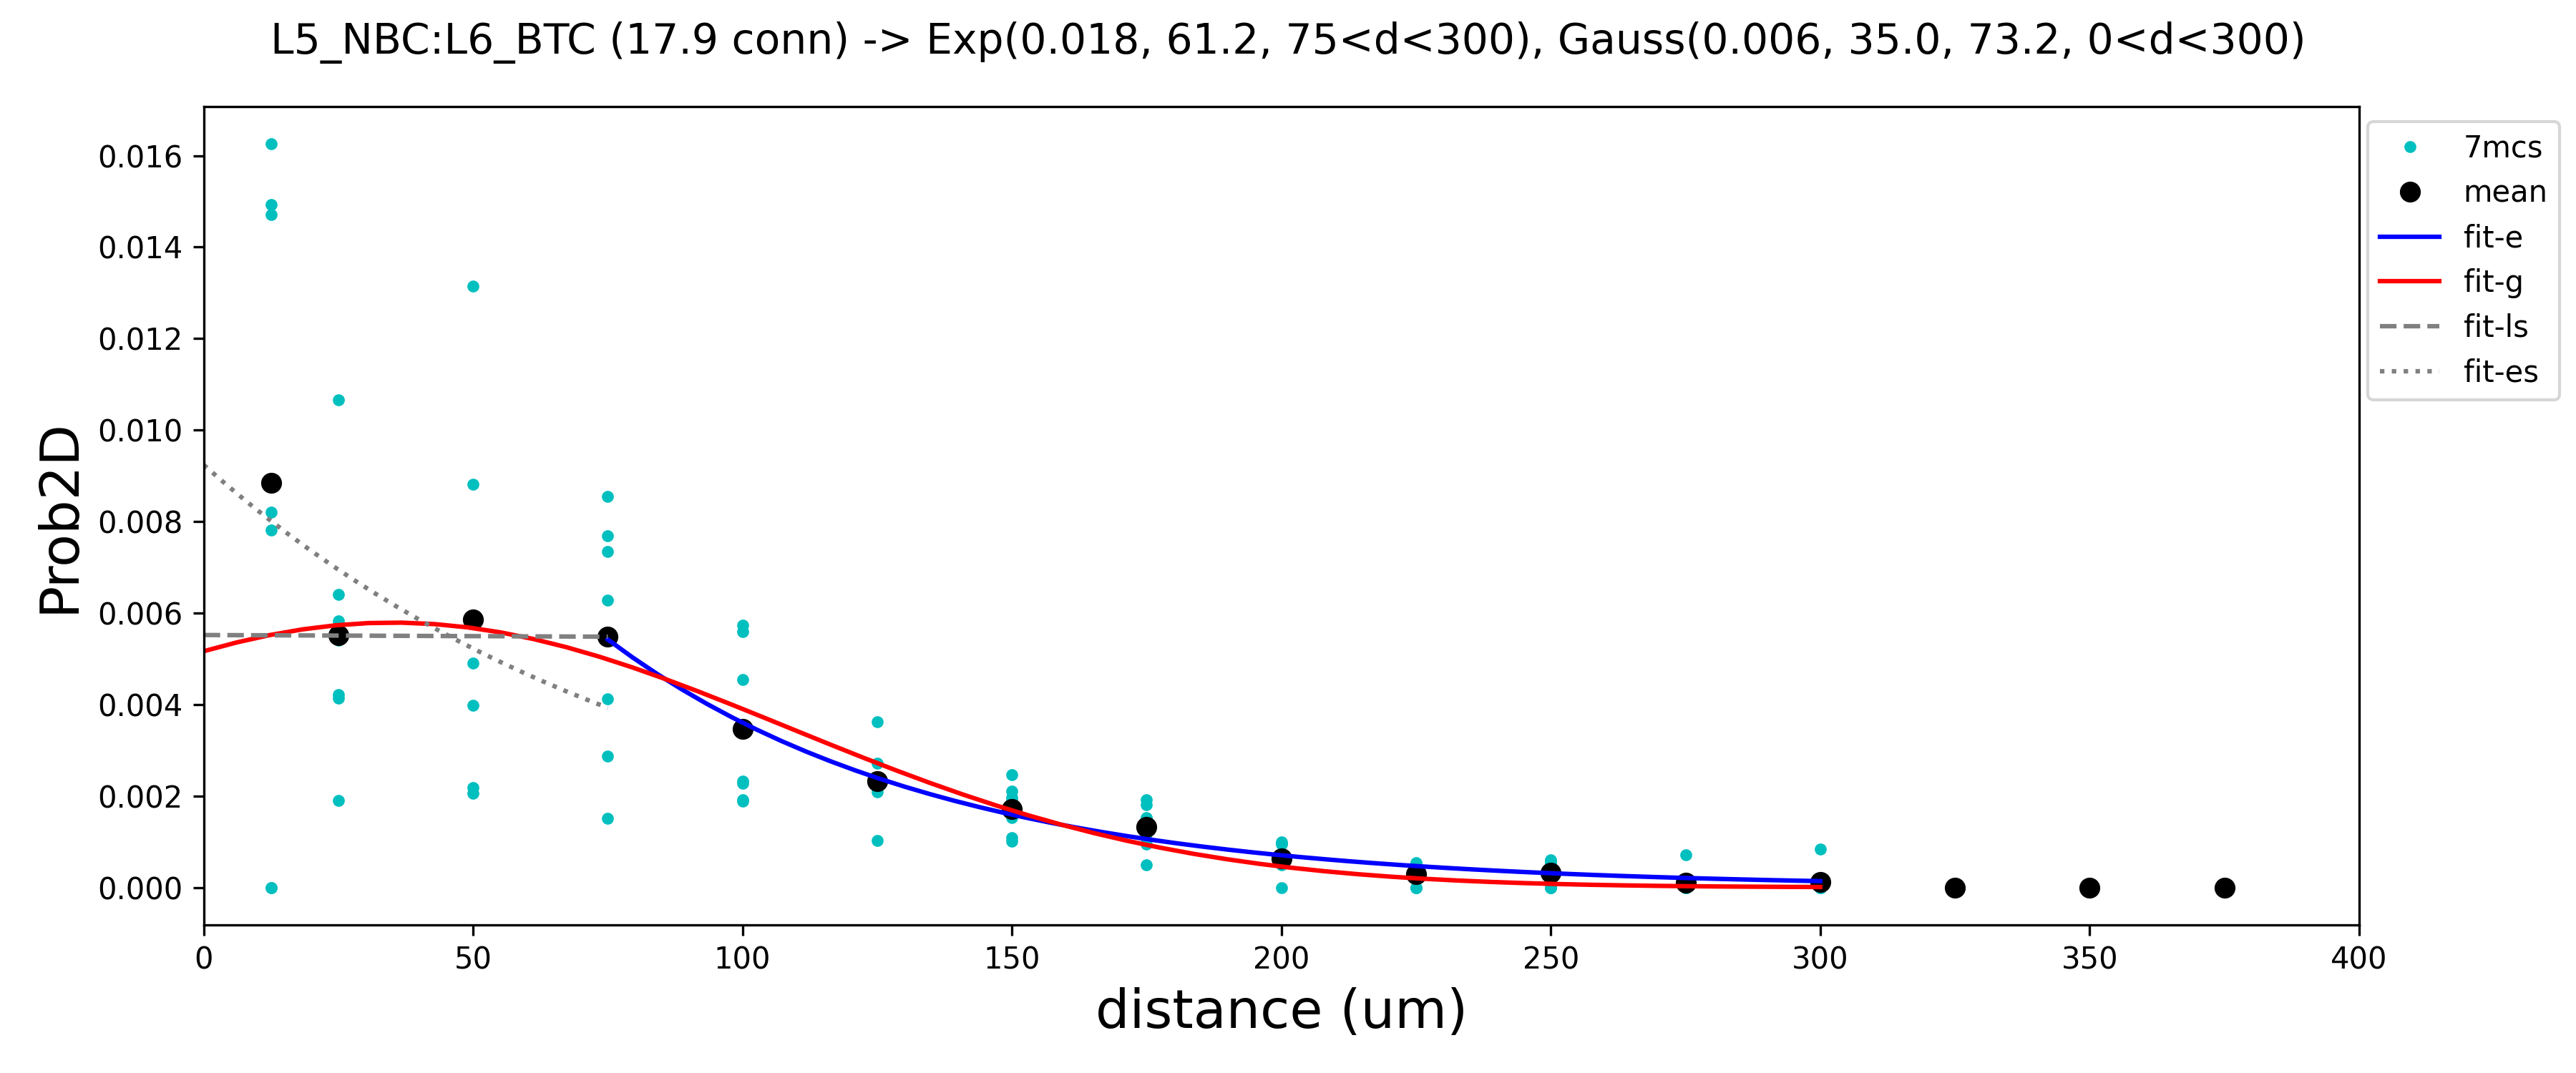 L5_NBC:L6_BTC (17.9 conn) -> Exp(0.018, 61.2, 75<d<300), Gauss(0.006, 35.0, 73.2, 0<d<300)
Prob2D
0.016
0.014
0.012
0.010
0.008
0.006
0.004
0.002
0.000
0 50 100 150 200 250 300 350 400
distance (um)
7mcs
mean
fit-e
fit-g
fit-ls
fit-es